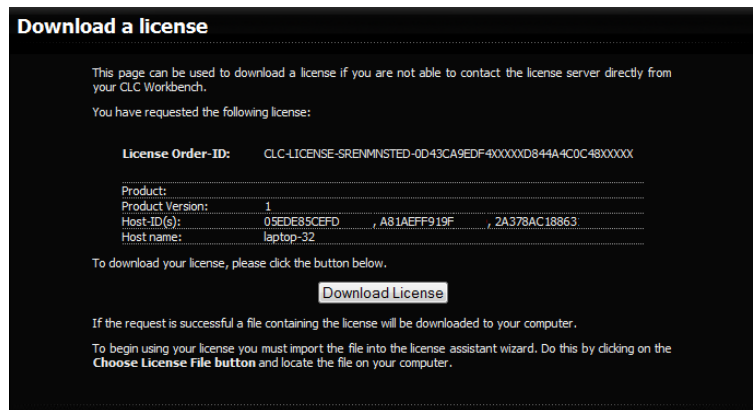 Download a license
This page can be used to download a license if you are not able to contact the license server directly from
your CLC Workbench.
You have requested the following license:
License Order-ID: CLC-LICENSE-SRENMNSTED-0D43CA9EDF4XXXXXD844A4C0C48XXXXX
Product:
Product Version: 1
Host-ID(s): 05EDE85CEFD , A81AEFF919F , 2A378AC18863
Host name: laptop-32
To download your license, please click the button below.
Download License
If the request is successful a file containing the license will be downloaded to your computer.
To begin using your license you must import the file into the license assistant wizard. Do this by clicking on the
Choose License File button and locate the file on your computer.